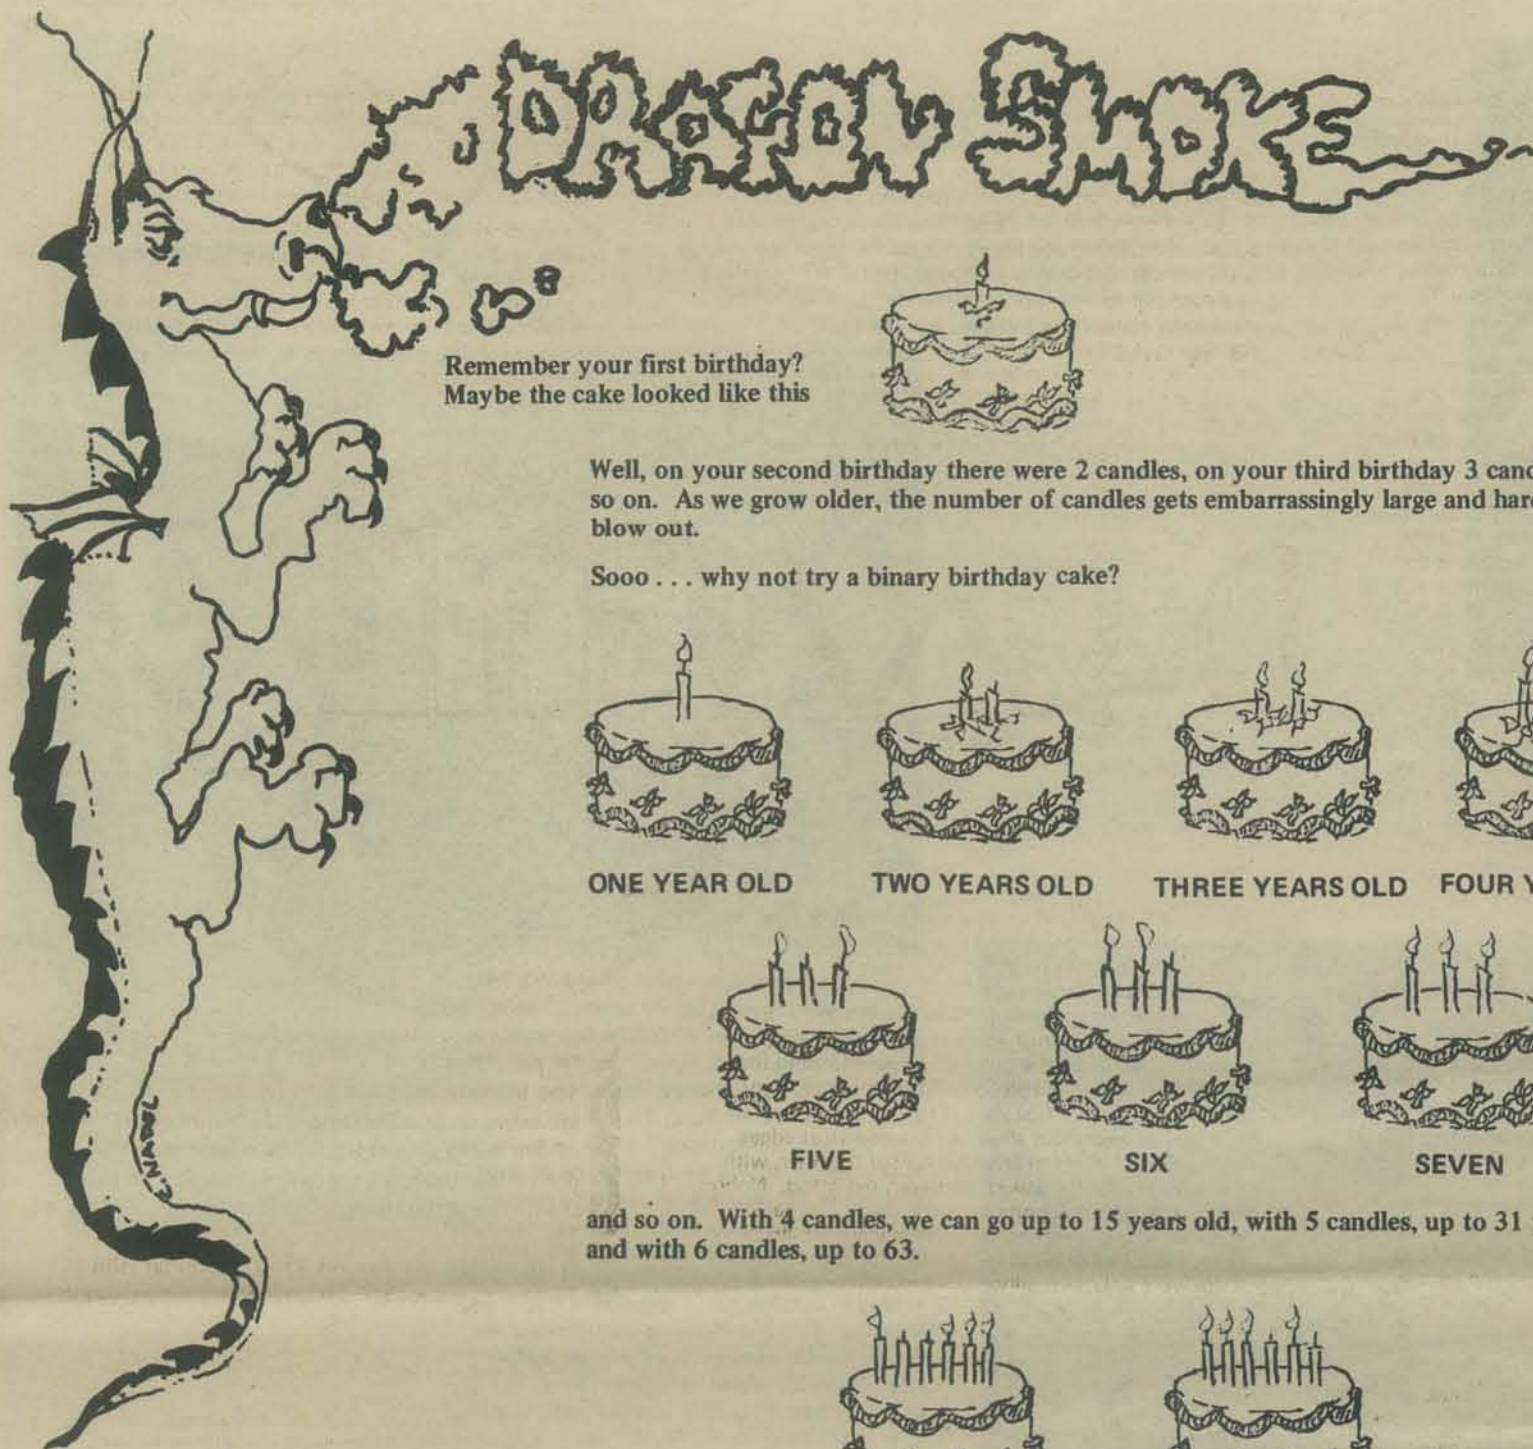 DRAGON SMOKE
Remember your first birthday?
Maybe the cake looked like this
Well, on your second birthday there were 2 candles, on your third birthday 3 cand
so on. As we grow older, the number of candles gets embarrassingly large and hard
blow out.
Sooo . . . why not try a binary birthday cake?
ONE YEAR OLD TWO YEARS OLD THREE YEARS OLD FOUR Y
FIVE SIX SEVEN
and so on. With 4 candles, we can go up to 15 years old, with 5 candles, up to 31
and with 6 candles, up to 63.